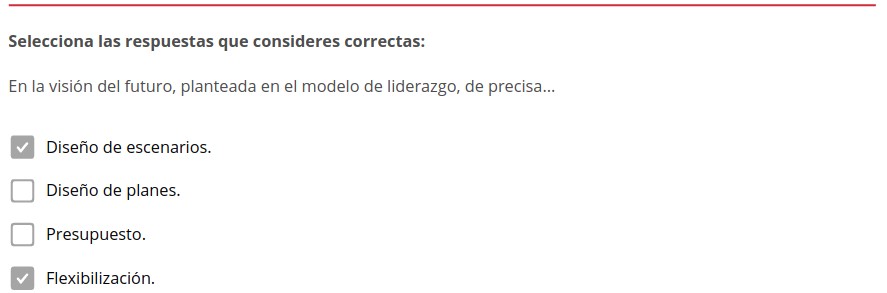 Selecciona las respuestas que consideres correctas:
En la visión del futuro, planteada en el modelo de liderazgo, de precisa...
Diseño de escenarios.
Diseño de planes.
Presupuesto.
Flexibilización.